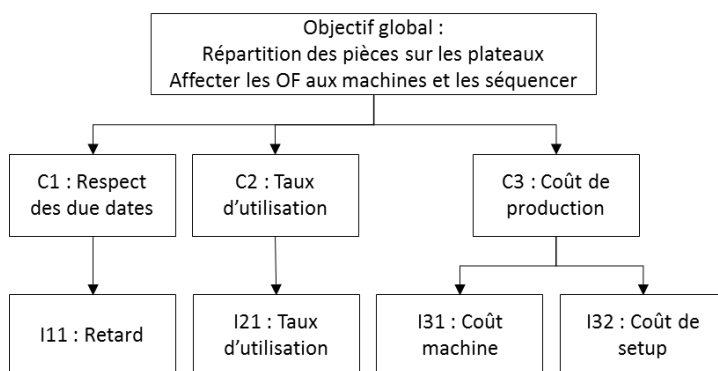 Objectif global :
Répartition des pièces sur les plateaux
Affecter les OF aux machines et les séquencer
C1 : Respect
des due dates
C2 : Taux
d’utilisation
C3 : Coût de
production
I11 : Retard
I21 : Taux
d’utilisation
I31 : Coût
machine
I32 : Coût de
setup